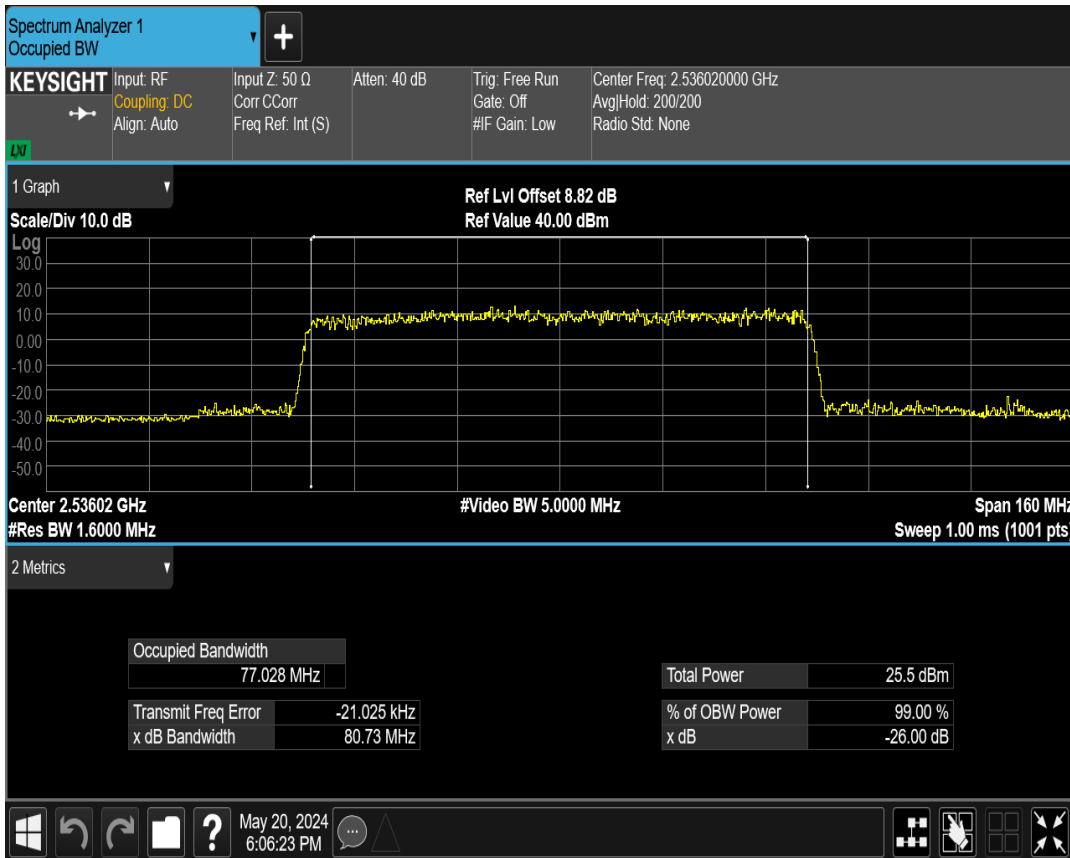 Spectrum Analyzer 1
Occupied BW
KEYSIGHT
LXI
Input: RF
Coupling: DC
Align: Auto
Input Z: 50 Ω
Corr CCorr
Freq Ref: Int (S)
Atten: 40 dB
Trig: Free Run
Gate: Off
#IF Gain: Low
Center Freq: 2.536020000 GHz
Avg|Hold: 200/200
Radio Std: None
1 Graph
Scale/Div 10.0 dB
Ref Lvl Offset 8.82 dB
Ref Value 40.00 dBm
Log
30.0
20.0
10.0
0.00
-10.0
-20.0
-30.0
-40.0
-50.0
Center 2.53602 GHz
#Video BW 5.0000 MHz
Span 160 MHz
#Res BW 1.6000 MHz
Sweep 1.00 ms (1001 pts)
2 Metrics
Occupied Bandwidth
77.028 MHz
Transmit Freq Error -21.025 kHz
x dB Bandwidth 80.73 MHz
Total Power 25.5 dBm
% of OBW Power 99.00 %
x dB -26.00 dB
?
May 20, 2024
6:06:23 PM